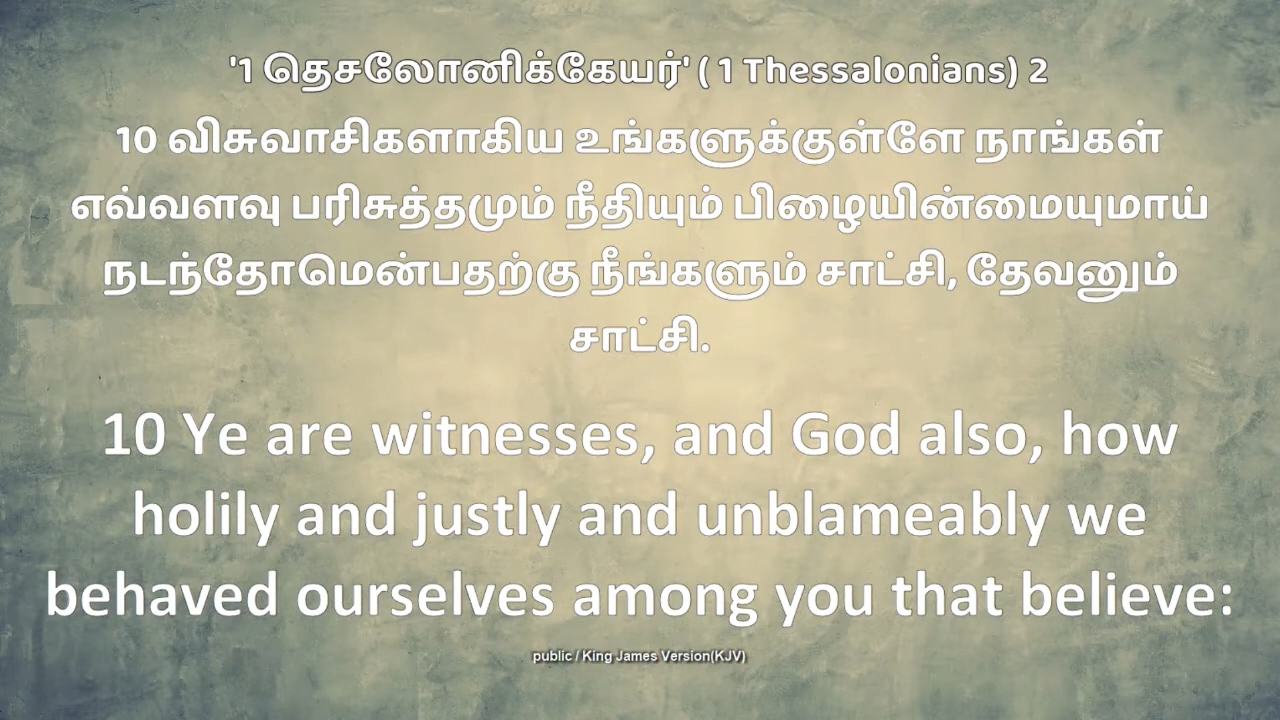 '1 தெசலோனிக்கேயர்' ( 1 Thessalonians) 2
10 விசுவாசிகளாகிய உங்களுக்குள்ளே நாங்கள்
எவ்வளவு பரிசுத்தமும் நீதியும் பிழையின்மையுமாய்
நடந்தோமென்பதற்கு நீங்களும் சாட்சி, தேவனும்
சாட்சி.
10 Ye are witnesses, and God also, how
holily and justly and unblameably we
behaved ourselves among you that believe:
public / King James Version(KJV)